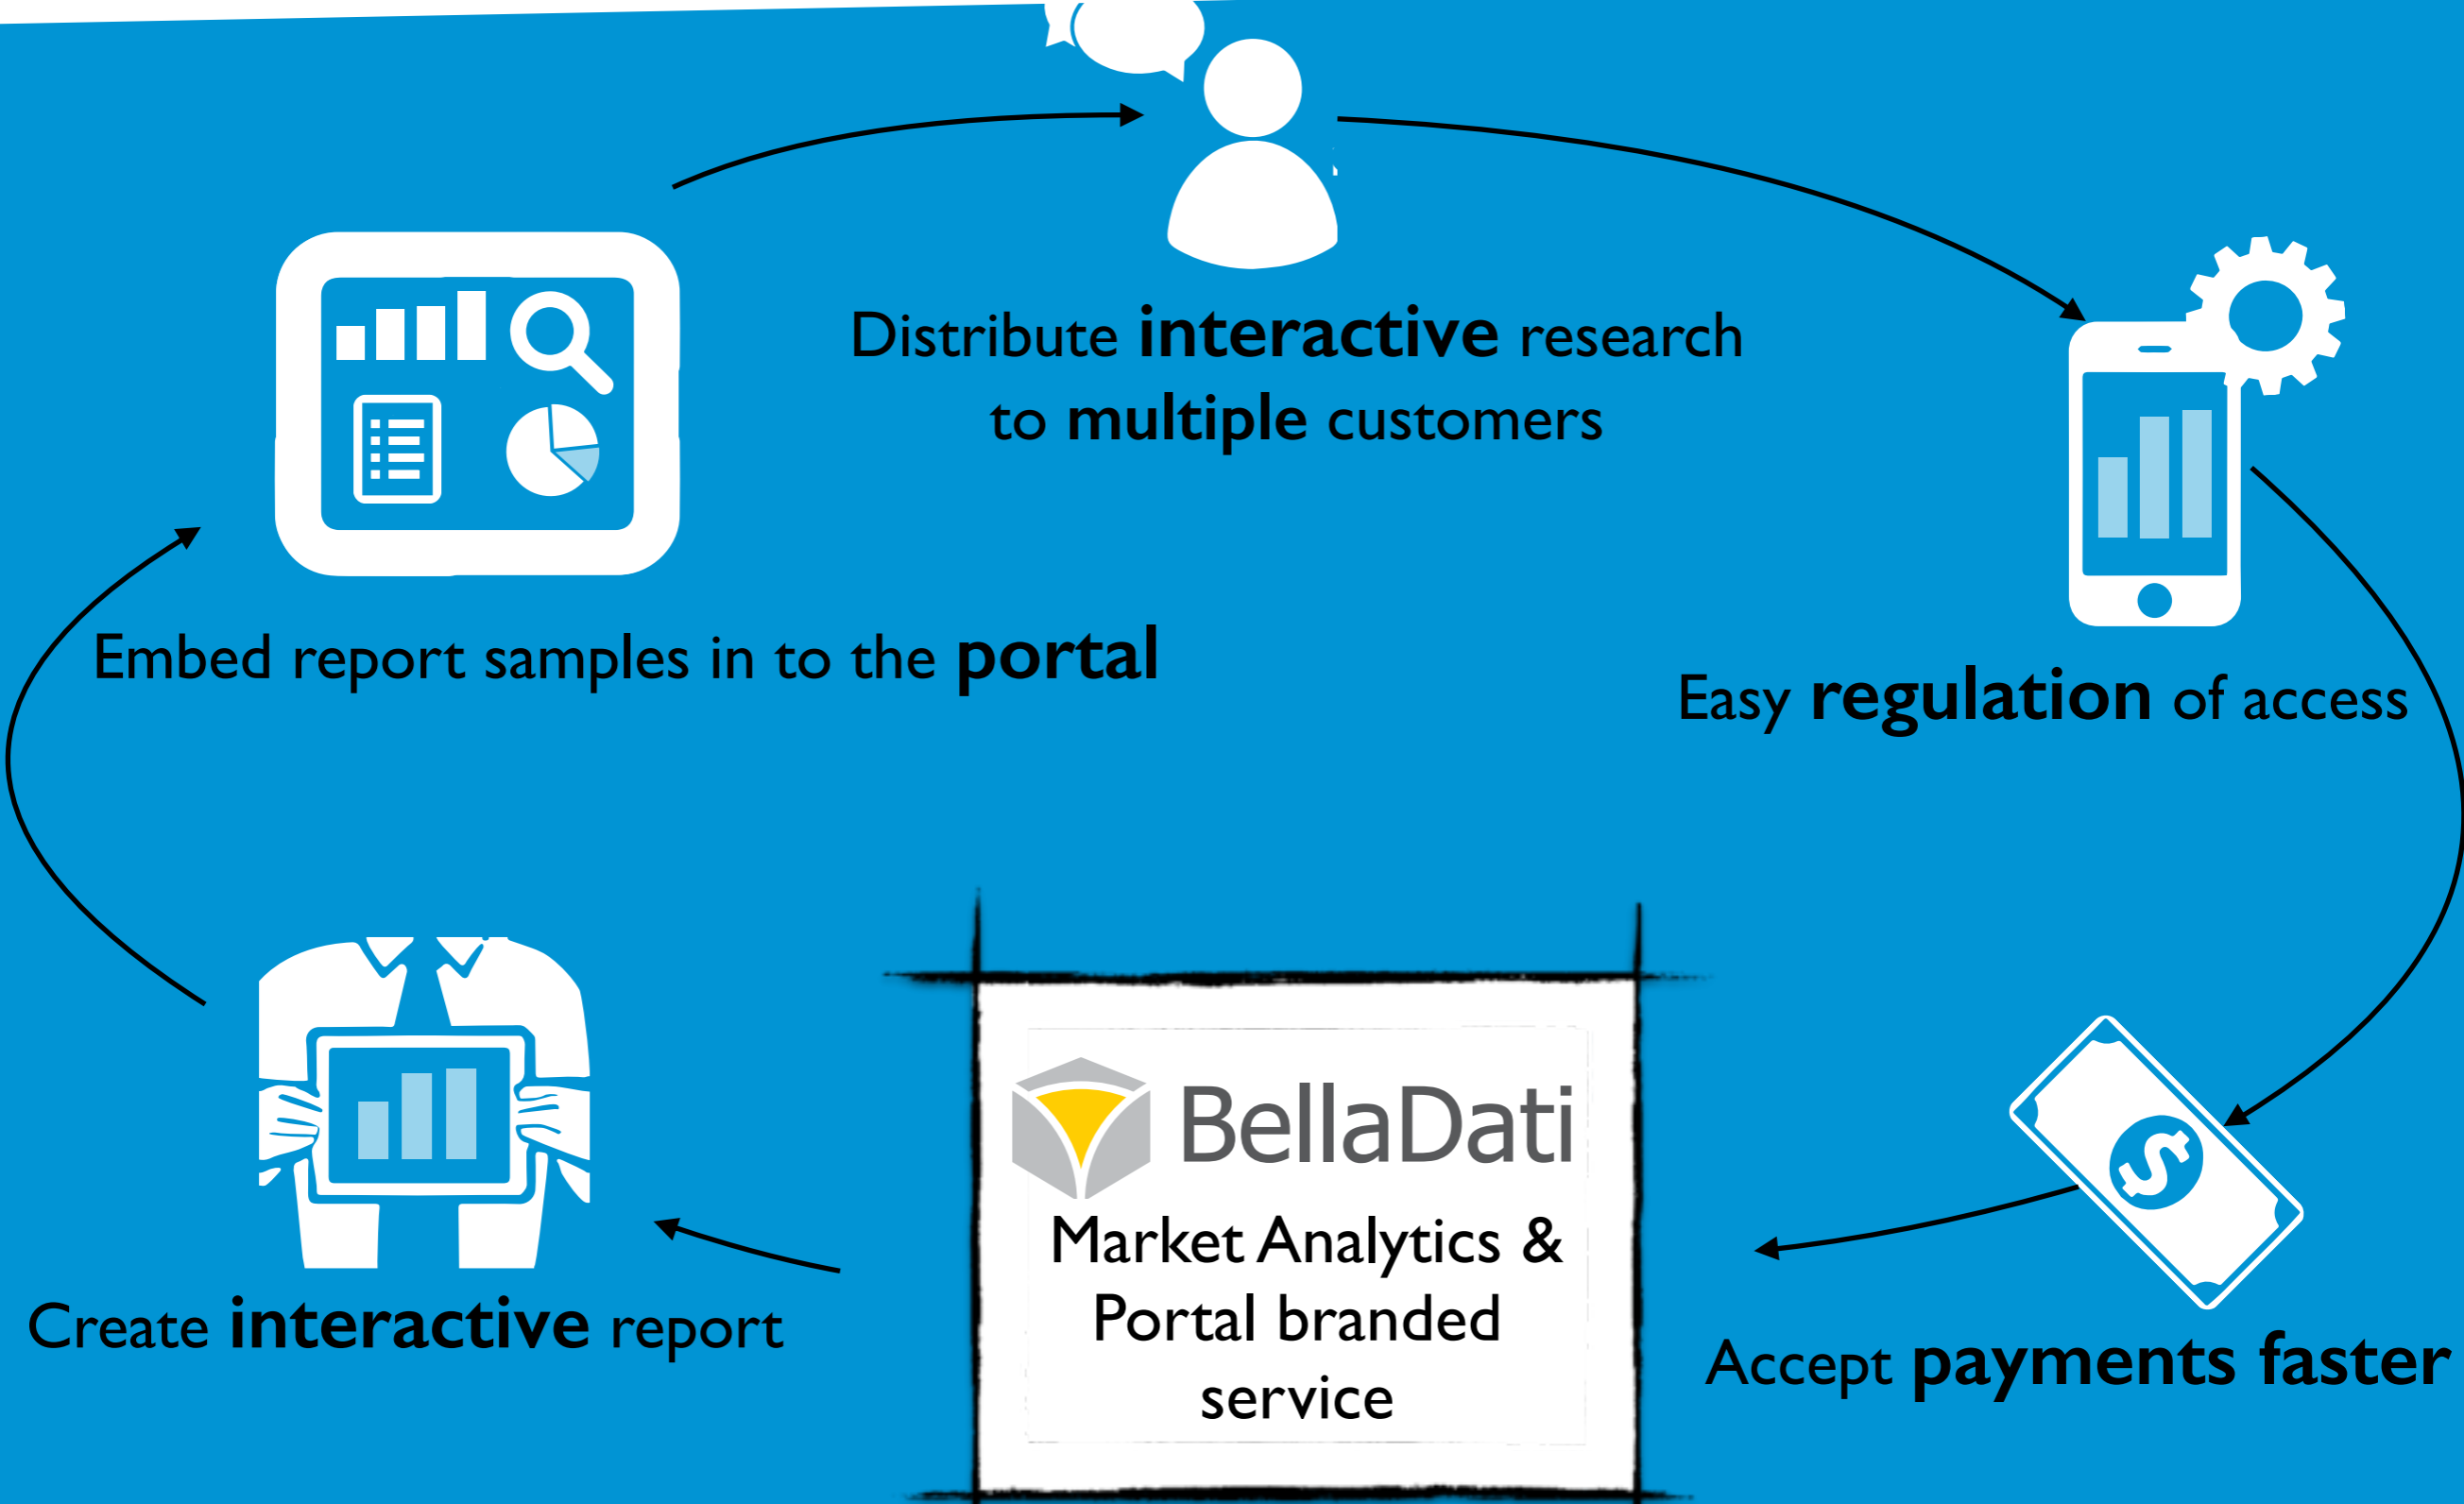 Distribute interactive research
to multiple customers
Embed report samples in to the portal
Easy regulation of access
BellaDati
Market Analytics &
Portal branded
service
Create interactive report
Accept payments faster
$